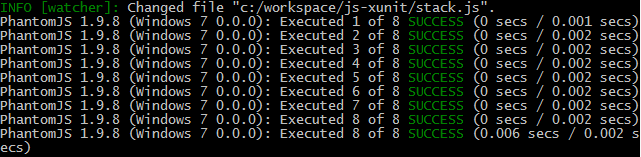 INFO [watcher]: Changed file "c:/workspace/js-xunit/stack.js".
PhantomJS 1.9.8 (Windows 7 0.0.0): Executed 1 of 8 SUCCESS (0 secs / 0.001 secs)
PhantomJS 1.9.8 (Windows 7 0.0.0): Executed 2 of 8 SUCCESS (0 secs / 0.002 secs)
PhantomJS 1.9.8 (Windows 7 0.0.0): Executed 3 of 8 SUCCESS (0 secs / 0.002 secs)
PhantomJS 1.9.8 (Windows 7 0.0.0): Executed 4 of 8 SUCCESS (0 secs / 0.002 secs)
PhantomJS 1.9.8 (Windows 7 0.0.0): Executed 5 of 8 SUCCESS (0 secs / 0.002 secs)
PhantomJS 1.9.8 (Windows 7 0.0.0): Executed 6 of 8 SUCCESS (0 secs / 0.002 secs)
PhantomJS 1.9.8 (Windows 7 0.0.0): Executed 7 of 8 SUCCESS (0 secs / 0.002 secs)
PhantomJS 1.9.8 (Windows 7 0.0.0): Executed 8 of 8 SUCCESS (0 secs / 0.002 secs)
PhantomJS 1.9.8 (Windows 7 0.0.0): Executed 8 of 8 SUCCESS (0.006 secs / 0.002 s
ecs)